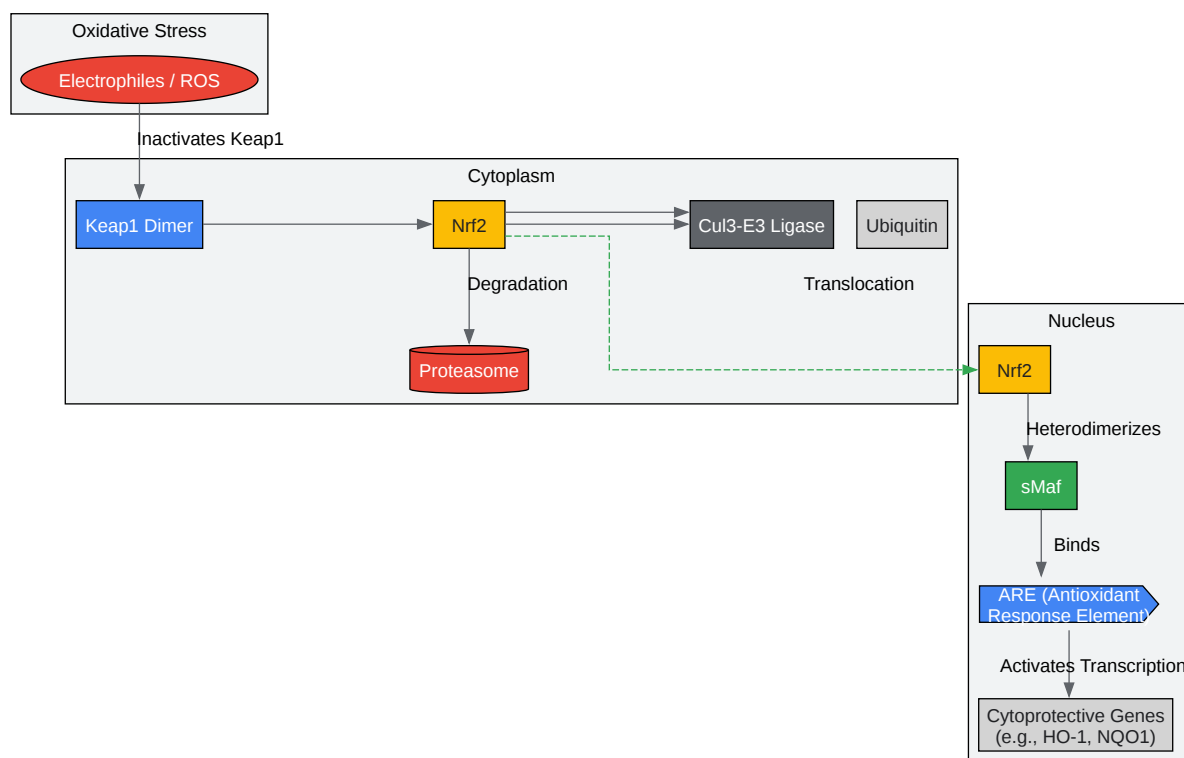 Oxidative Stress
Electrophiles / ROS
Inactivates Keap1
Cytoplasm
Keap1 Dimer
Nrf2
Cul3-E3 Ligase
Ubiquitin
Degradation
Translocation
Proteasome
Nucleus
Nrf2
Heterodimerizes
sMaf
Binds
ARE (Antioxidant
Response Element)
Activates Transcription
Cytoprotective Genes
(e.g., HO-1, NQO1)